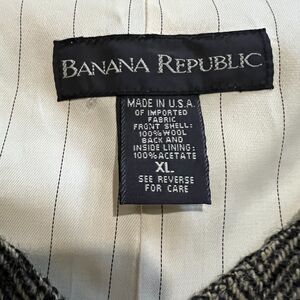 BANANA REPUBLIC
MADE IN U.S.A.
OF IMPORTED
FABRIC
FRONT SHELL:
100% WOOL
BACK AND
INSIDE LINING:
100% ACETATE
XL
SEE REVERSE
FOR CARE